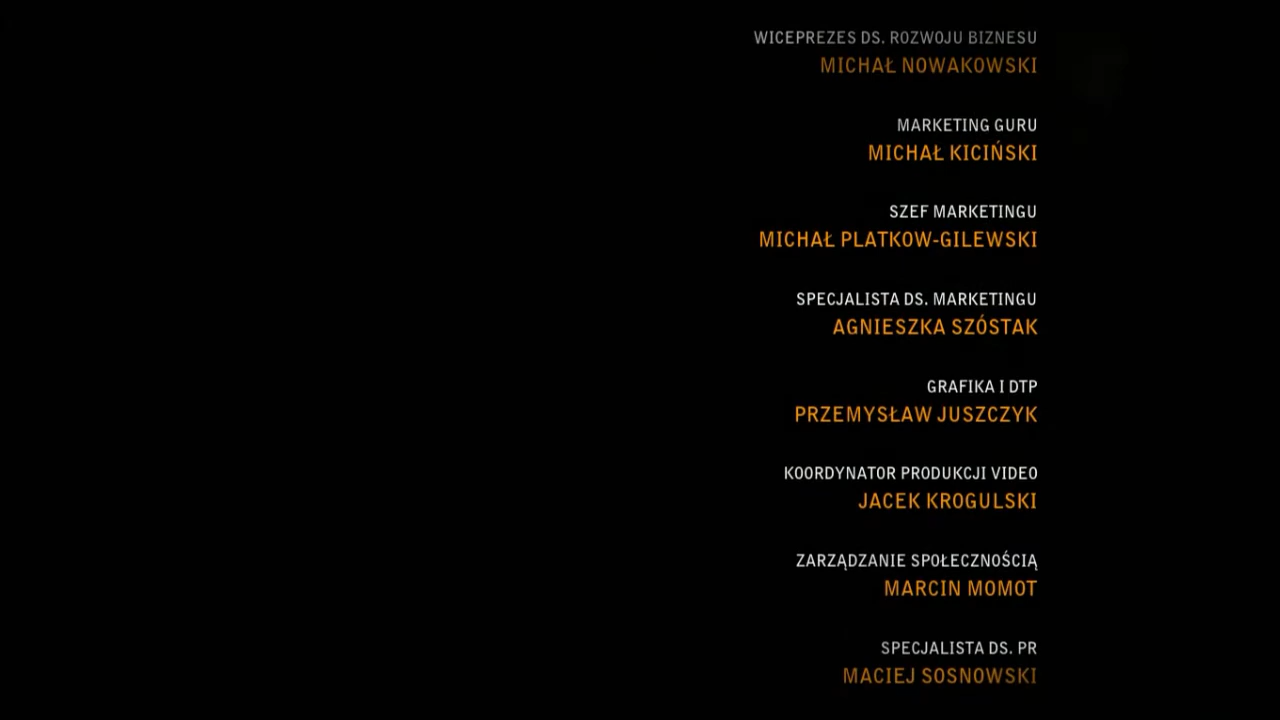 WICEPREZES DS. ROZWOJU BIZNESU
MICHAŁ NOWAKOWSKI
MARKETING GURU
MICHAŁ KICIŃSKI
SZEF MARKETINGU
MICHAŁ PLATKOW-GILEWSKI
SPECJALISTA DS. MARKETINGU
AGNIESZKA SZÓSTAK
GRAFIKA I DTP
PRZEMYSŁAW JUSZCZYK
KOORDYNATOR PRODUKCJI VIDEO
JACEK KROGULSKI
ZARZĄDZANIE SPOŁECZNOŚCIĄ
MARCIN MOMOT
SPECJALISTA DS. PR
MACIEJ SOSNOWSKI